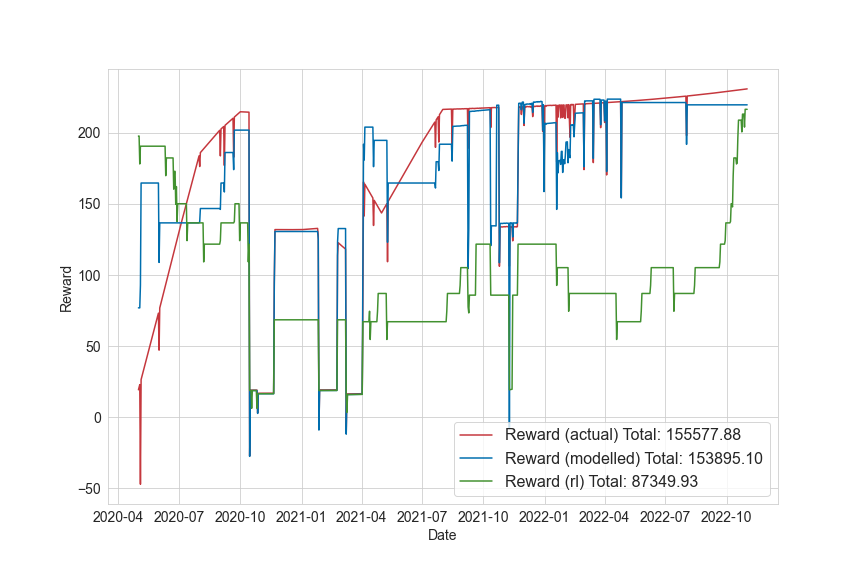 200
150
100
50
0
−50
Reward
2020-04 2020-07 2020-10 2021-01 2021-04 2021-07 2021-10 2022-01 2022-04 2022-07 2022-10
Date
Reward (actual) Total: 155577.88
Reward (modelled) Total: 153895.10
Reward (rl) Total: 87349.93